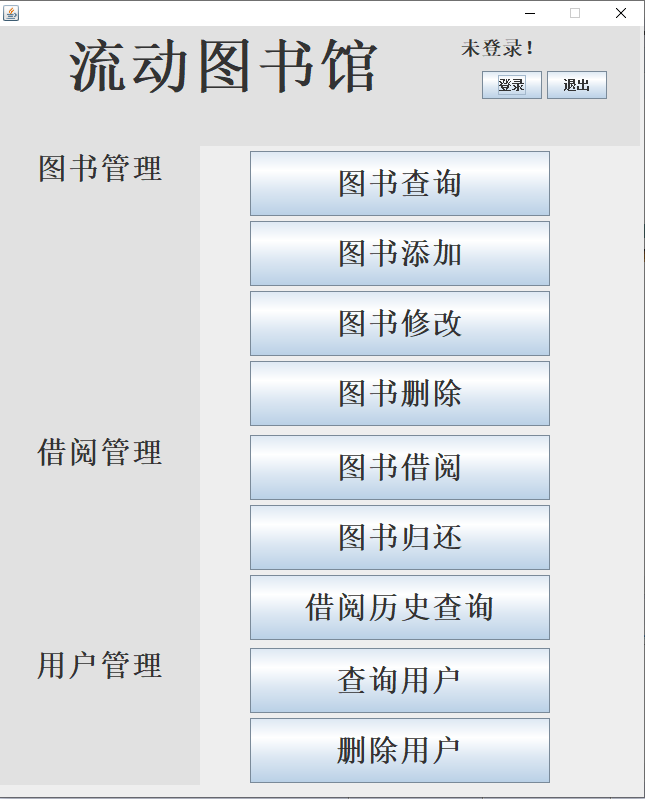 流动图书馆
未登录!
登录
退出
图书管理
图书查询
图书添加
图书修改
图书删除
借阅管理
图书借阅
图书归还
借阅历史查询
用户管理
查询用户
删除用户